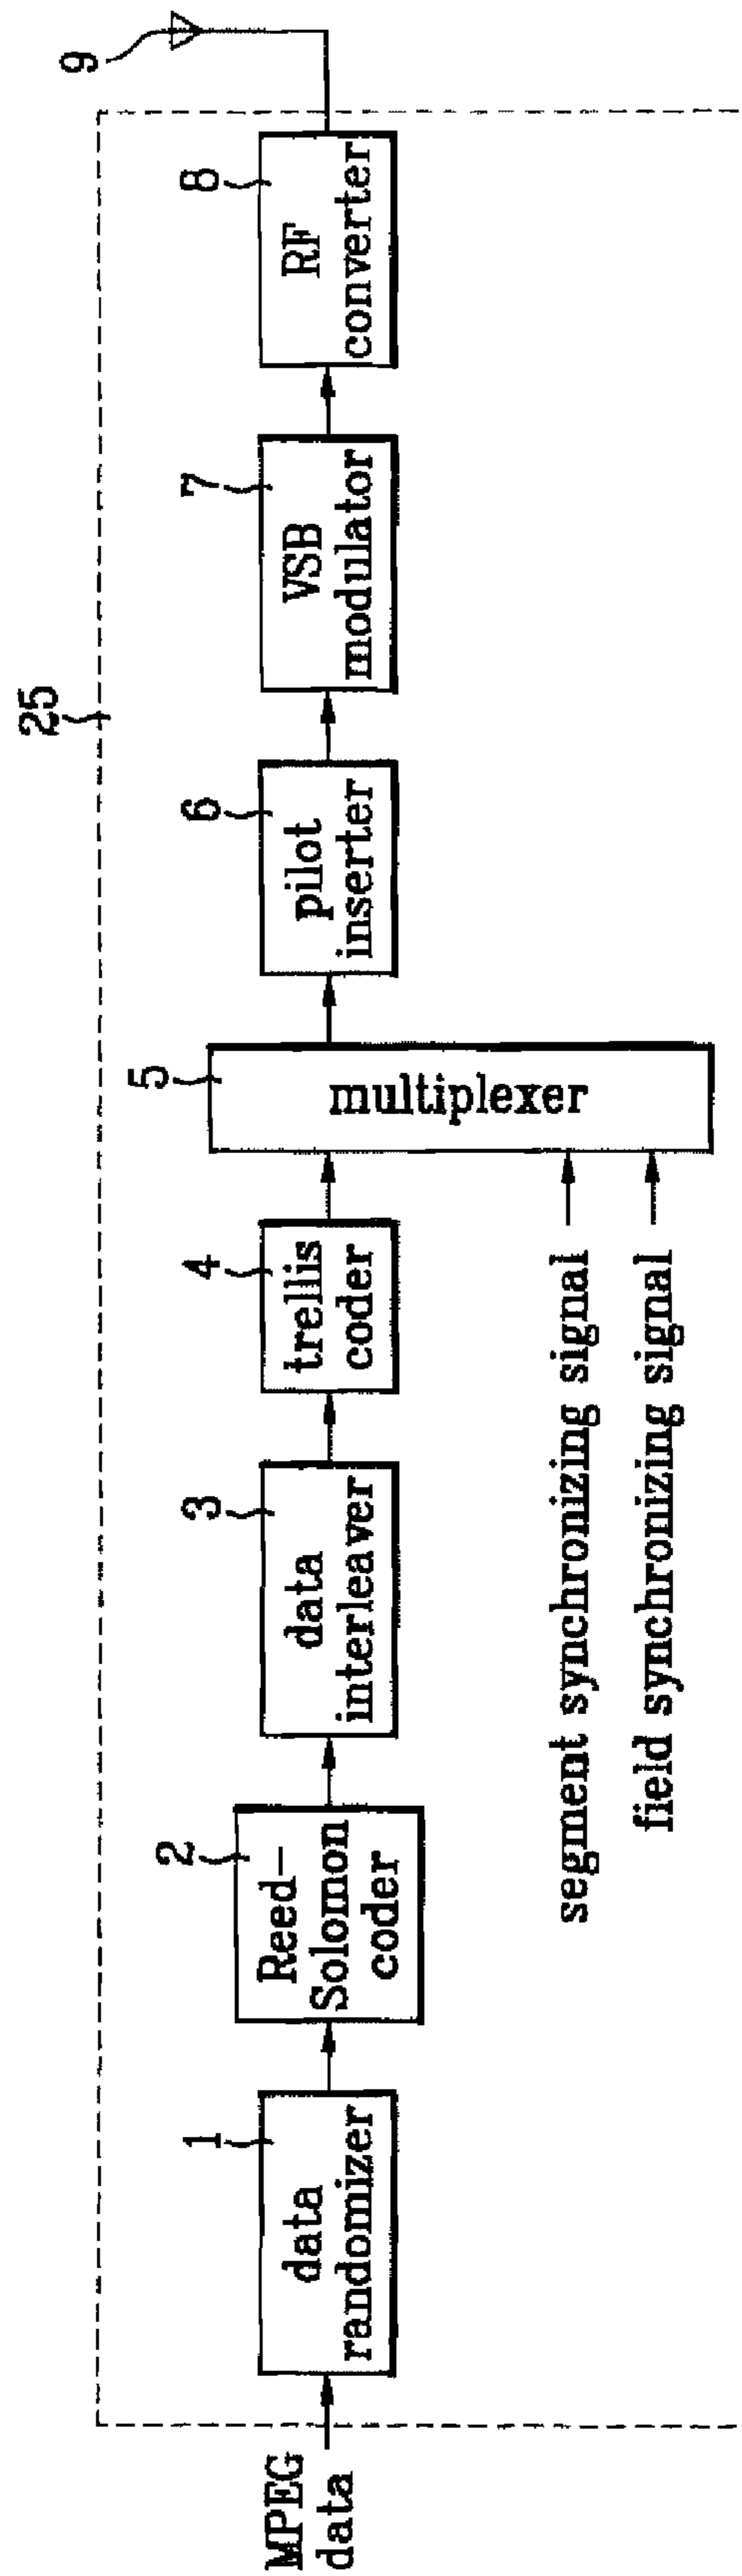 25
9
MPEG
data
1
data
randomizer
2
Reed-
Solomon
coder
3
data
interleaver
4
trellis
coder
5
multiplexer
6
pilot
inserter
7
VSB
modulator
8
RF
converter
segment synchronizing signal
field synchronizing signal